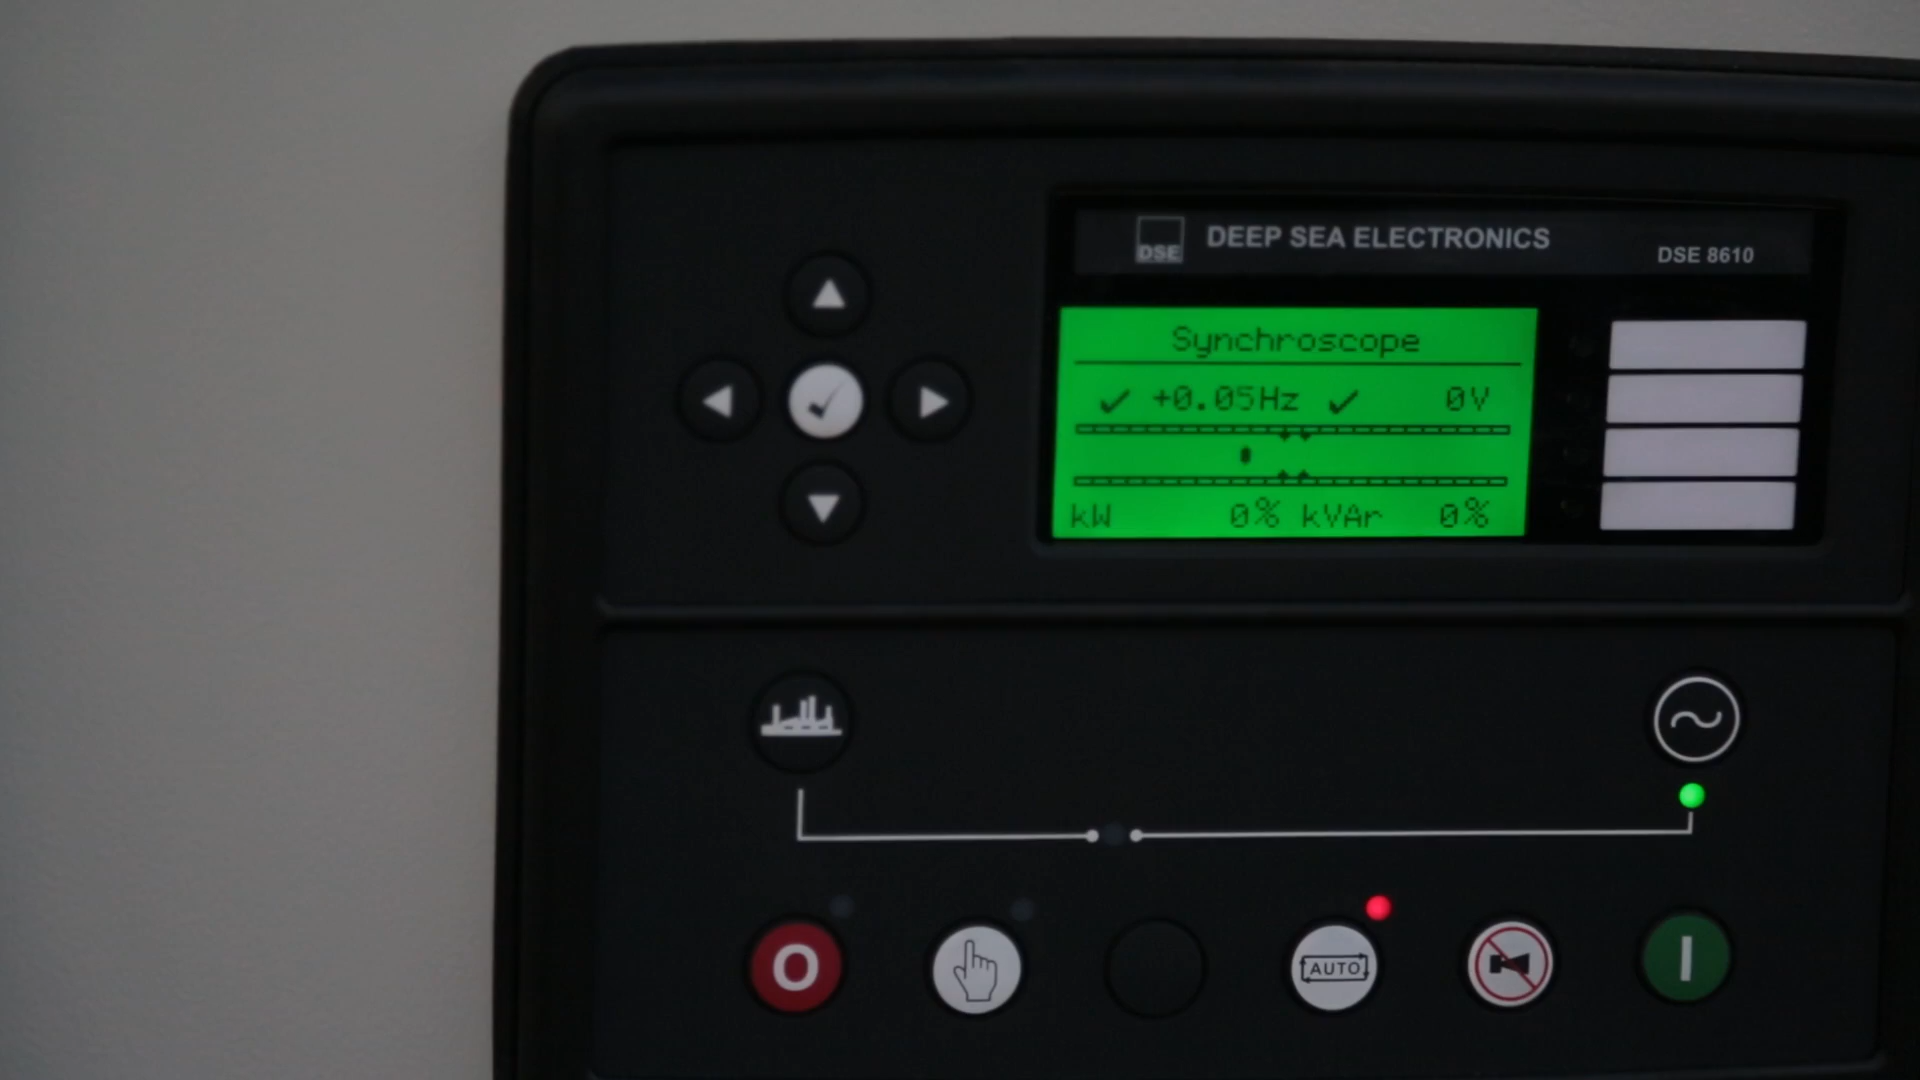 DSE DEEP SEA ELECTRONICS DSE 8610
Synchroscope
✓ +0.05Hz ✓ 0V
kW 0% kVAr 0%
O AUTO I